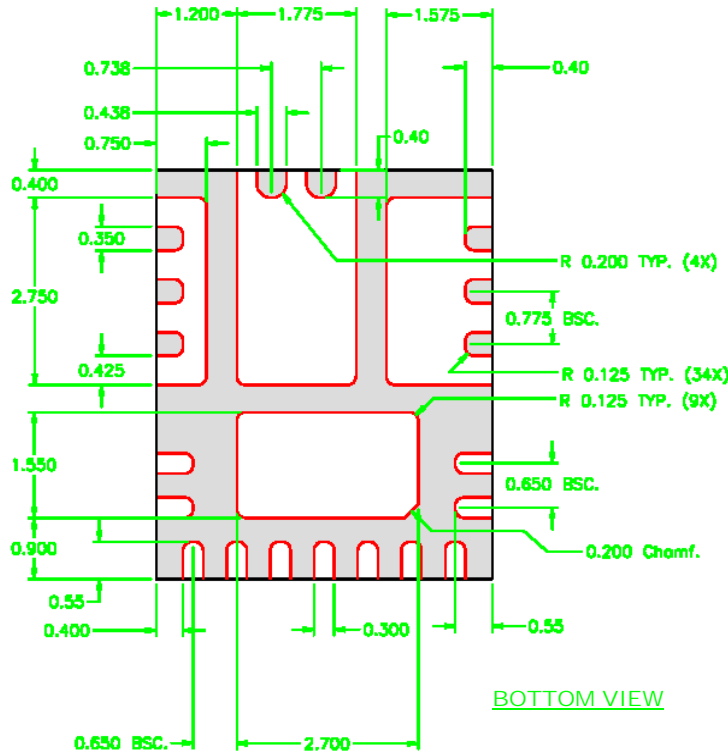 1.200
1.775
1.575
0.738
0.40
0.438
0.40
0.750
0.400
0.350
R 0.200 TYP. (4X)
2.750
0.775 BSC.
0.425
R 0.125 TYP. (34X)
R 0.125 TYP. (9X)
1.550
0.650 BSC.
0.900
0.200 Chamf.
0.55
0.400
0.300
0.55
BOTTOM VIEW
0.650 BSC.
2.700